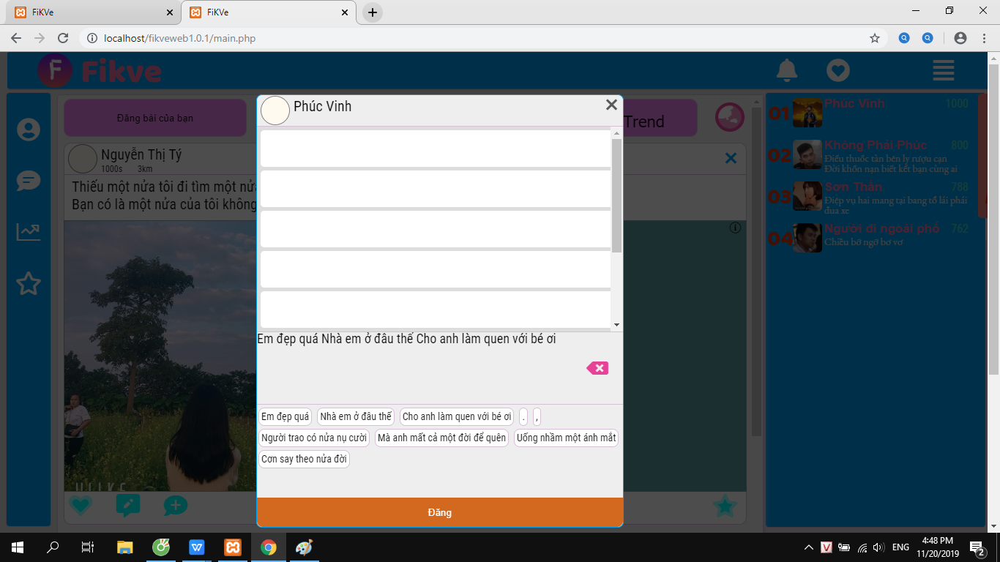 FiKVe
FiKVe
localhost/fikveweb1.0.1/main.php
Fikve
Đăng bài của bạn
Trend
Nguyễn Thị Tý
1000s 3km
Thiếu một nửa tôi đi tìm một nửa
Bạn có là một nửa của tôi không
Phúc Vinh
Em đẹp quá Nhà em ở đâu thế Cho anh làm quen với bé ơi
Em đẹp quá
Nhà em ở đâu thế
Cho anh làm quen với bé ơi
.
,
Người trao có nửa nụ cười
Mà anh mất cả một đời để quên
Uống nhầm một ánh mắt
Cơn say theo nửa đời
Đăng
01 Phúc Vinh 1000
02 Không Phải Phúc 800
Điếu thuốc tàn bên ly rượu cạn
Đời khốn nạn biết kết bạn cùng ai
03 Sơn Thần 788
Điệp vụ hai mang tại bang tổ lái phải
đua xe
04 Người đi ngoài phố 762
Chiều bỡ ngỡ bơ vơ
ENG
4:48 PM
11/20/2019
2